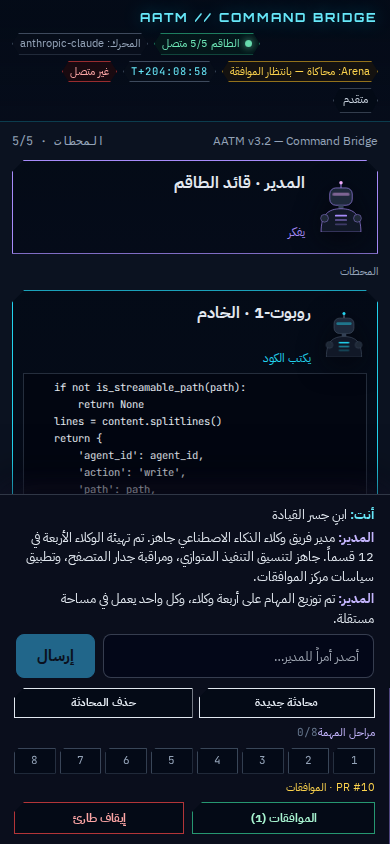 AATM // COMMAND BRIDGE
الطاقم 5/5 متصل
المحرك: anthropic-claude
Arena: محاكاة — بانتظار الموافقة
T+204:08:58
غير متصل
متقدم
AATM v3.2 — Command Bridge
المحطات · 5/5
المدير · قائد الطاقم
يفكر
المحطات
روبوت-1 · الخادم
يكتب الكود
if not is_streamable_path(path):
return None
lines = content.splitlines()
return {
'agent_id': agent_id,
'action': 'write',
'path': path,
أنت: ابنِ جسر القيادة
المدير: مدير فريق وكلاء الذكاء الاصطناعي جاهز. تم تهيئة الوكلاء الأربعة في
12 قسماً. جاهز لتنسيق التنفيذ المتوازي، ومراقبة جدار المتصفح، وتطبيق
سياسات مركز الموافقات.
المدير: تم توزيع المهام على أربعة وكلاء، وكل واحد يعمل في مساحة
مستقلة.
أصدر أمراً للمدير...
إرسال
محادثة جديدة
حذف المحادثة
مراحل المهمة 0/8
1 2 3 4 5 6 7 8
PR #10 · الموافقات
الموافقات (1)
إيقاف طارئ